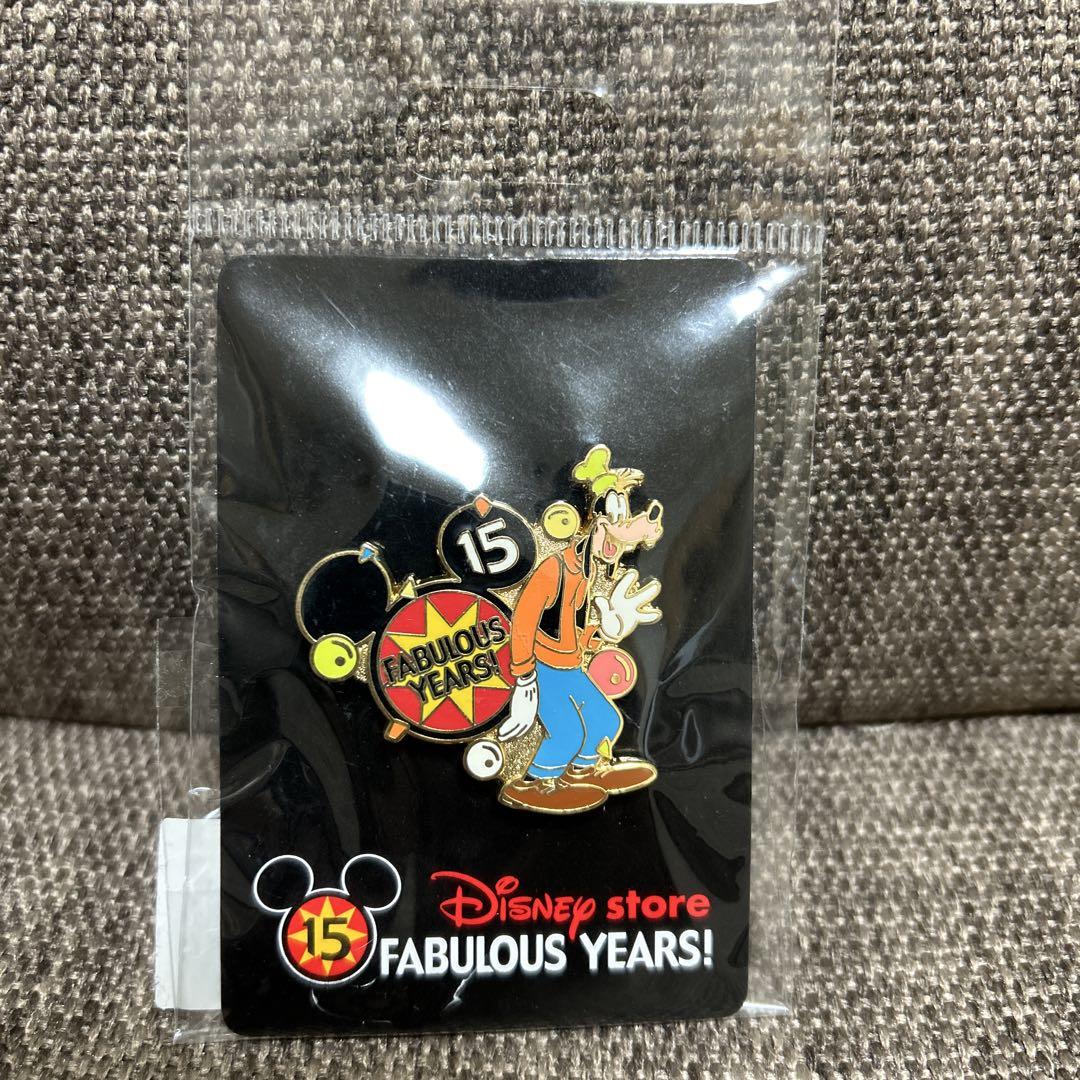 15
FABULOUS
YEARS!
Disney store
15
FABULOUS YEARS!